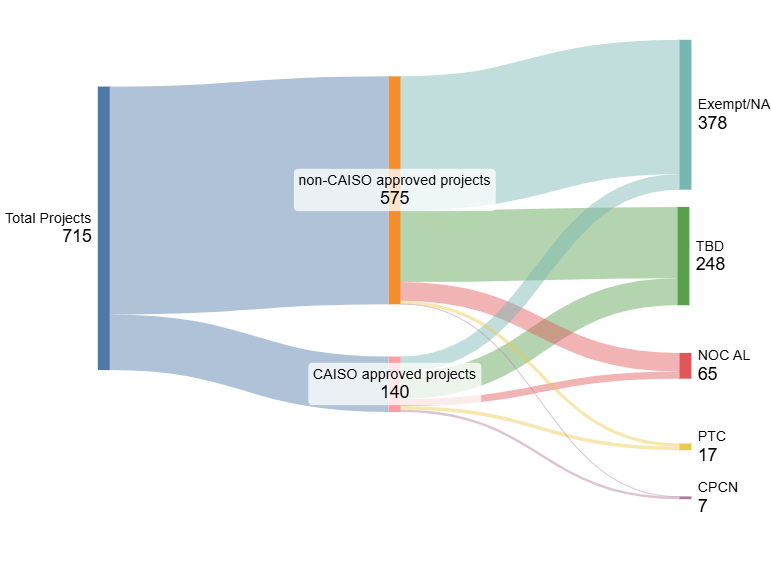 Total Projects
715
non-CAISO approved projects
575
CAISO approved projects
140
Exempt/NA
378
TBD
248
NOC AL
65
PTC
17
CPCN
7